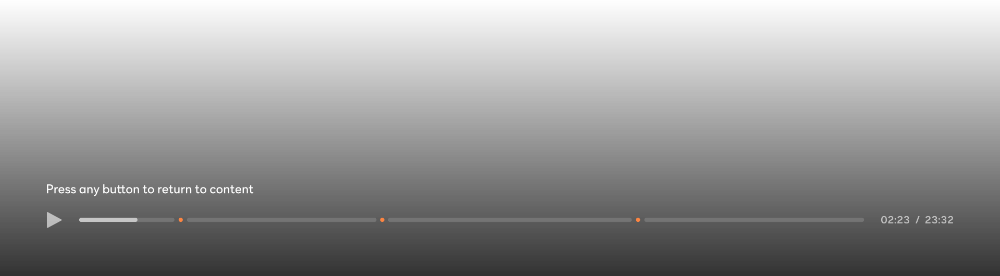 Press any button to return to content
02:23 / 23:32